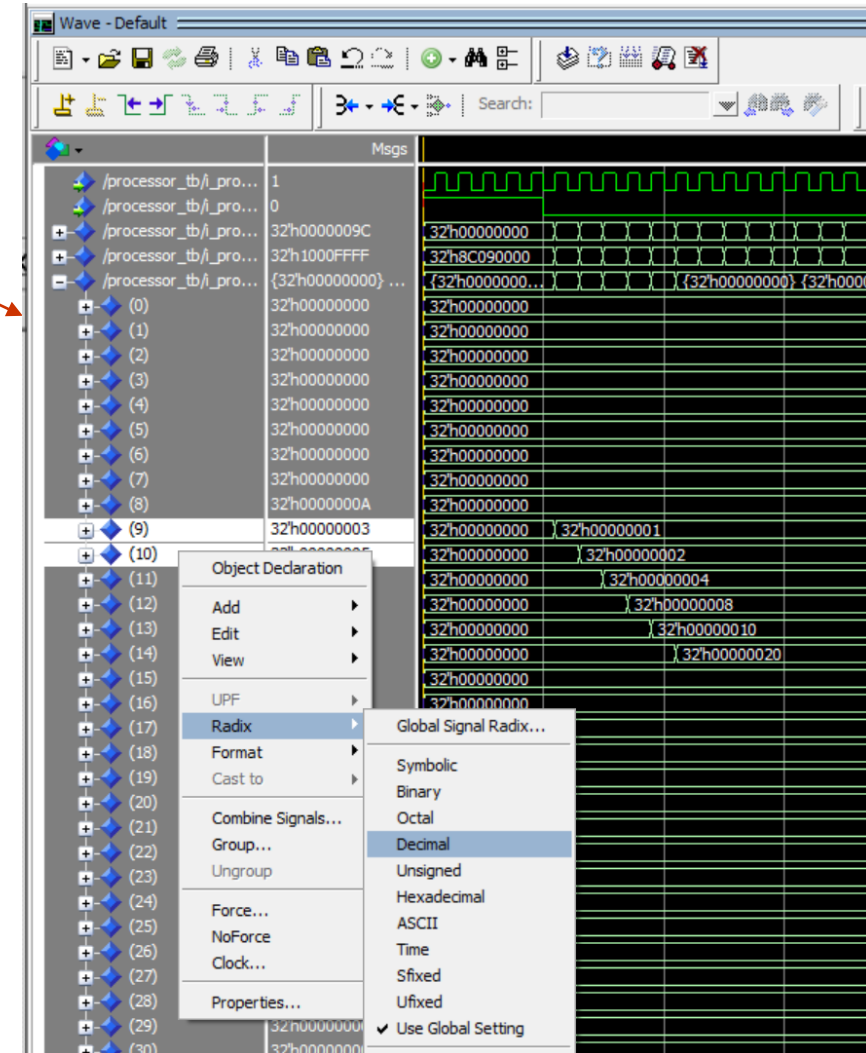 Wave - Default
Search:
Msgs
/processor_tb/i_pro... 1
/processor_tb/i_pro... 0
/processor_tb/i_pro... 32'h0000009C 32'h00000000
/processor_tb/i_pro... 32'h1000FFFF 32'h8C090000
/processor_tb/i_pro... {32'h00000000} ... {32'h0000000... {32'h00000000} {32'h0000
(0) 32'h00000000 32'h00000000
(1) 32'h00000000 32'h00000000
(2) 32'h00000000 32'h00000000
(3) 32'h00000000 32'h00000000
(4) 32'h00000000 32'h00000000
(5) 32'h00000000 32'h00000000
(6) 32'h00000000 32'h00000000
(7) 32'h00000000 32'h00000000
(8) 32'h0000000A 32'h00000000
(9) 32'h00000003 32'h00000000 32'h00000001
(10) 32'h00000000 32'h00000002
(11) 32'h00000000 32'h00000004
(12) 32'h00000000 32'h00000008
(13) 32'h00000000 32'h00000010
(14) 32'h00000000 32'h00000020
(15) 32'h00000000
(16) 32'h00000000
(17)
(18)
(19)
(20)
(21)
(22)
(23)
(24)
(25)
(26)
(27)
(28)
(29) 32'h0000000
(30) 32'h0000000
Object Declaration
Add
Edit
View
UPF
Radix
Format
Cast to
Combine Signals...
Group...
Ungroup
Force...
NoForce
Clock...
Properties...
Global Signal Radix...
Symbolic
Binary
Octal
Decimal
Unsigned
Hexadecimal
ASCII
Time
Sfixed
Ufixed
Use Global Setting